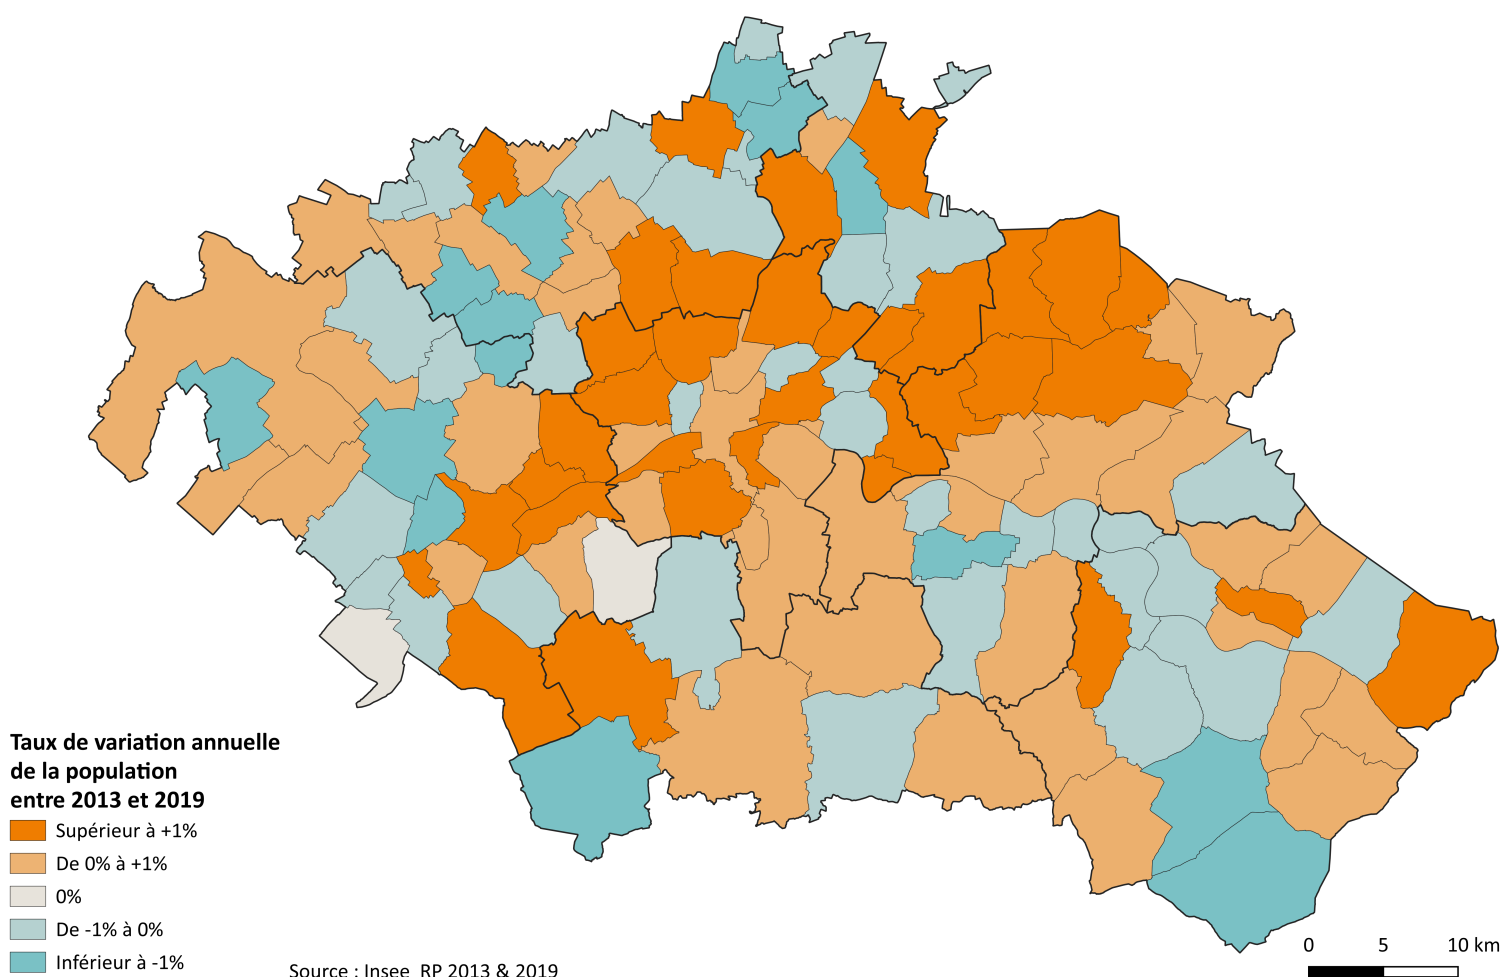 Taux de variation annuelle
de la population
entre 2013 et 2019
Supérieur à +1%
De 0% à +1%
0%
De -1% à 0%
Inférieur à -1%
Source : Insee RP 2013 & 2019
0 5 10 km